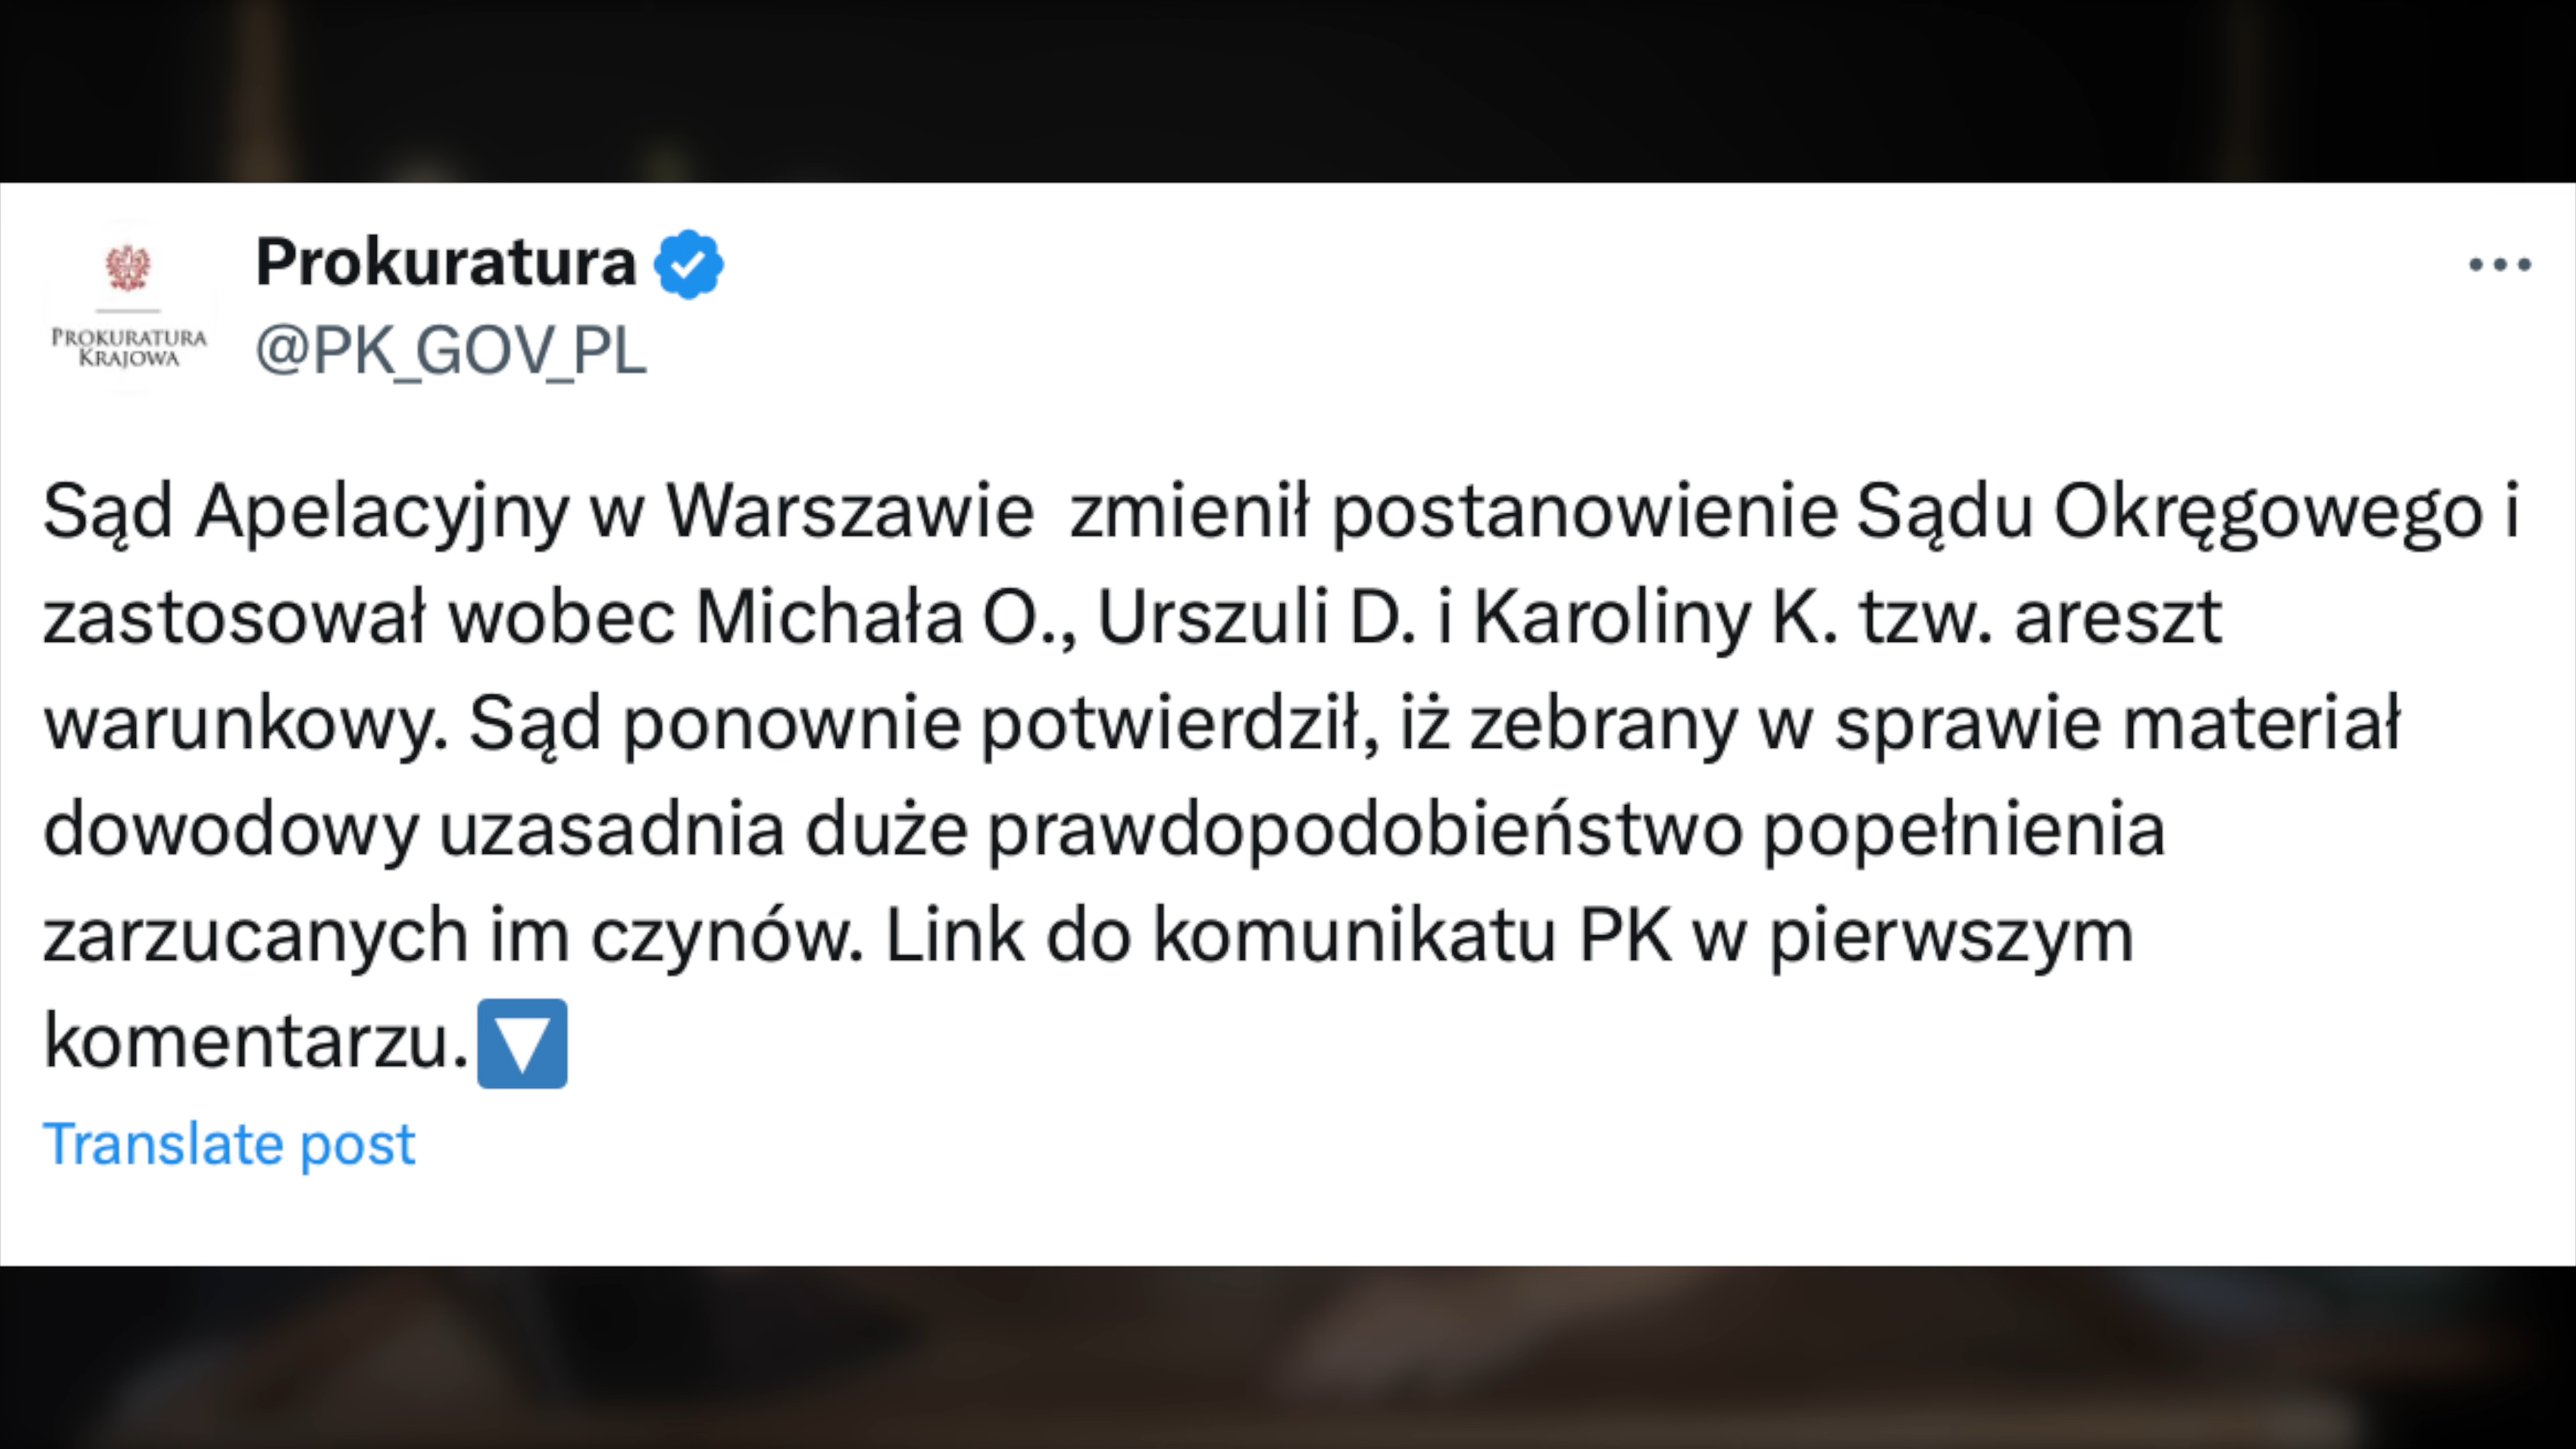 PROKURATURA
KRAJOWA
Prokuratura
@PK_GOV_PL
Sąd Apelacyjny w Warszawie  zmienił postanowienie Sądu Okręgowego i
zastosował wobec Michała O., Urszuli D. i Karoliny K. tzw. areszt
warunkowy. Sąd ponownie potwierdził, iż zebrany w sprawie materiał
dowodowy uzasadnia duże prawdopodobieństwo popełnienia
zarzucanych im czynów. Link do komunikatu PK w pierwszym
komentarzu.🔽
Translate post